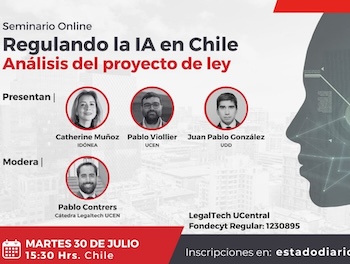 Seminario Online
Regulando la IA en Chile
Análisis del proyecto de ley
Presentan
Catherine Muñoz
IDÓNEA
Pablo Viollier
UCEN
Juan Pablo González
UDD
Modera
Pablo Contreras
Cátedra Legaltech UCEN
LegalTech UCentral
Fondecyt Regular: 1230895
MARTES 30 DE JULIO
15:30 Hrs. Chile
Inscripciones en: estadodiario